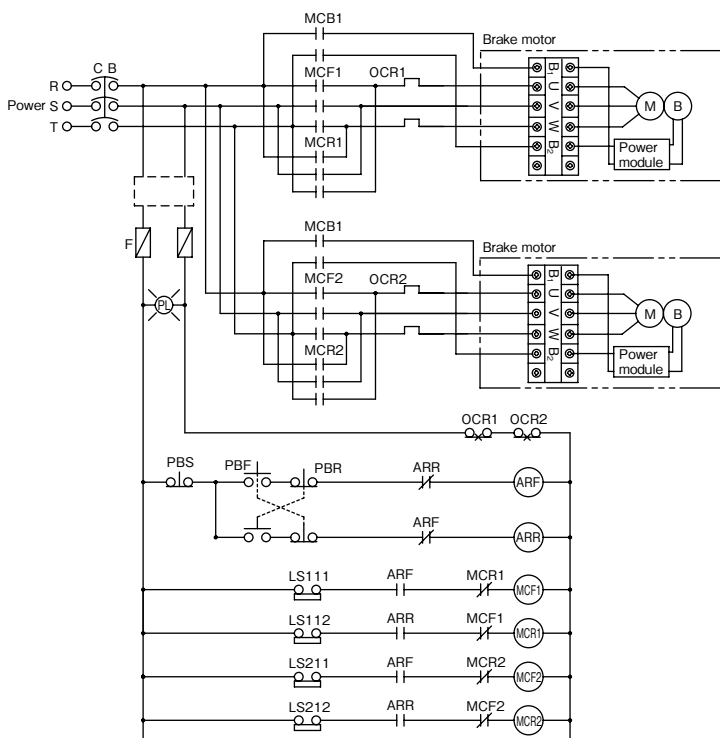 MCB1
Brake motor
C B
MCF1
OCR1
R
Power S
T
B1
U
V
W
B2
M
B
MCR1
Power
module
F
MCB1
Brake motor
MCF2
OCR2
B1
U
V
W
B2
M
B
PL
MCR2
Power
module
OCR1
OCR2
PBS
PBF
PBR
ARR
ARF
ARF
ARR
LS111
ARF
MCR1
MCF1
LS112
ARR
MCF1
MCR1
LS211
ARF
MCR2
MCF2
LS212
ARR
MCF2
MCR2